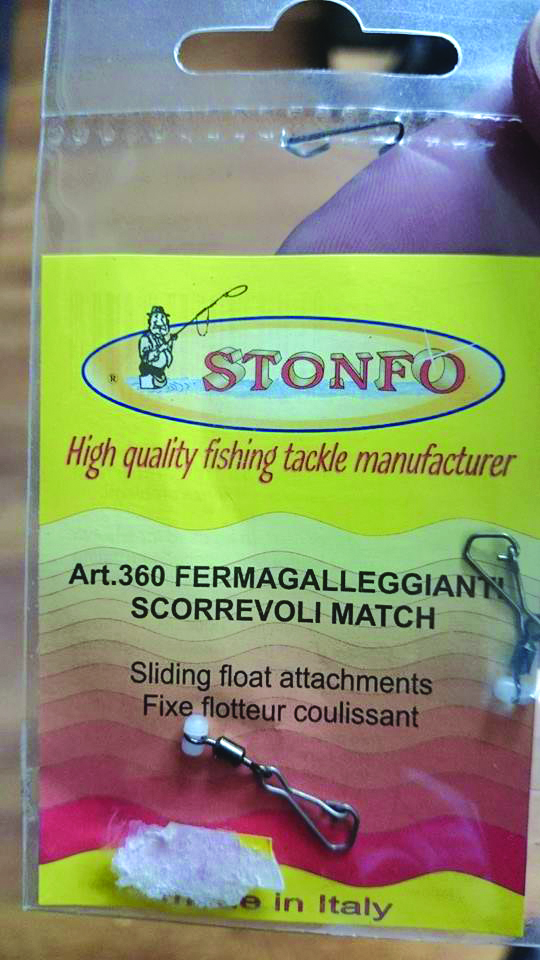 ®
STONFO
High quality fishing tackle manufacturer
Art.360 FERMAGALLEGGIANTI
SCORREVOLI MATCH
Sliding float attachments
Fixe flotteur coulissant
in Italy